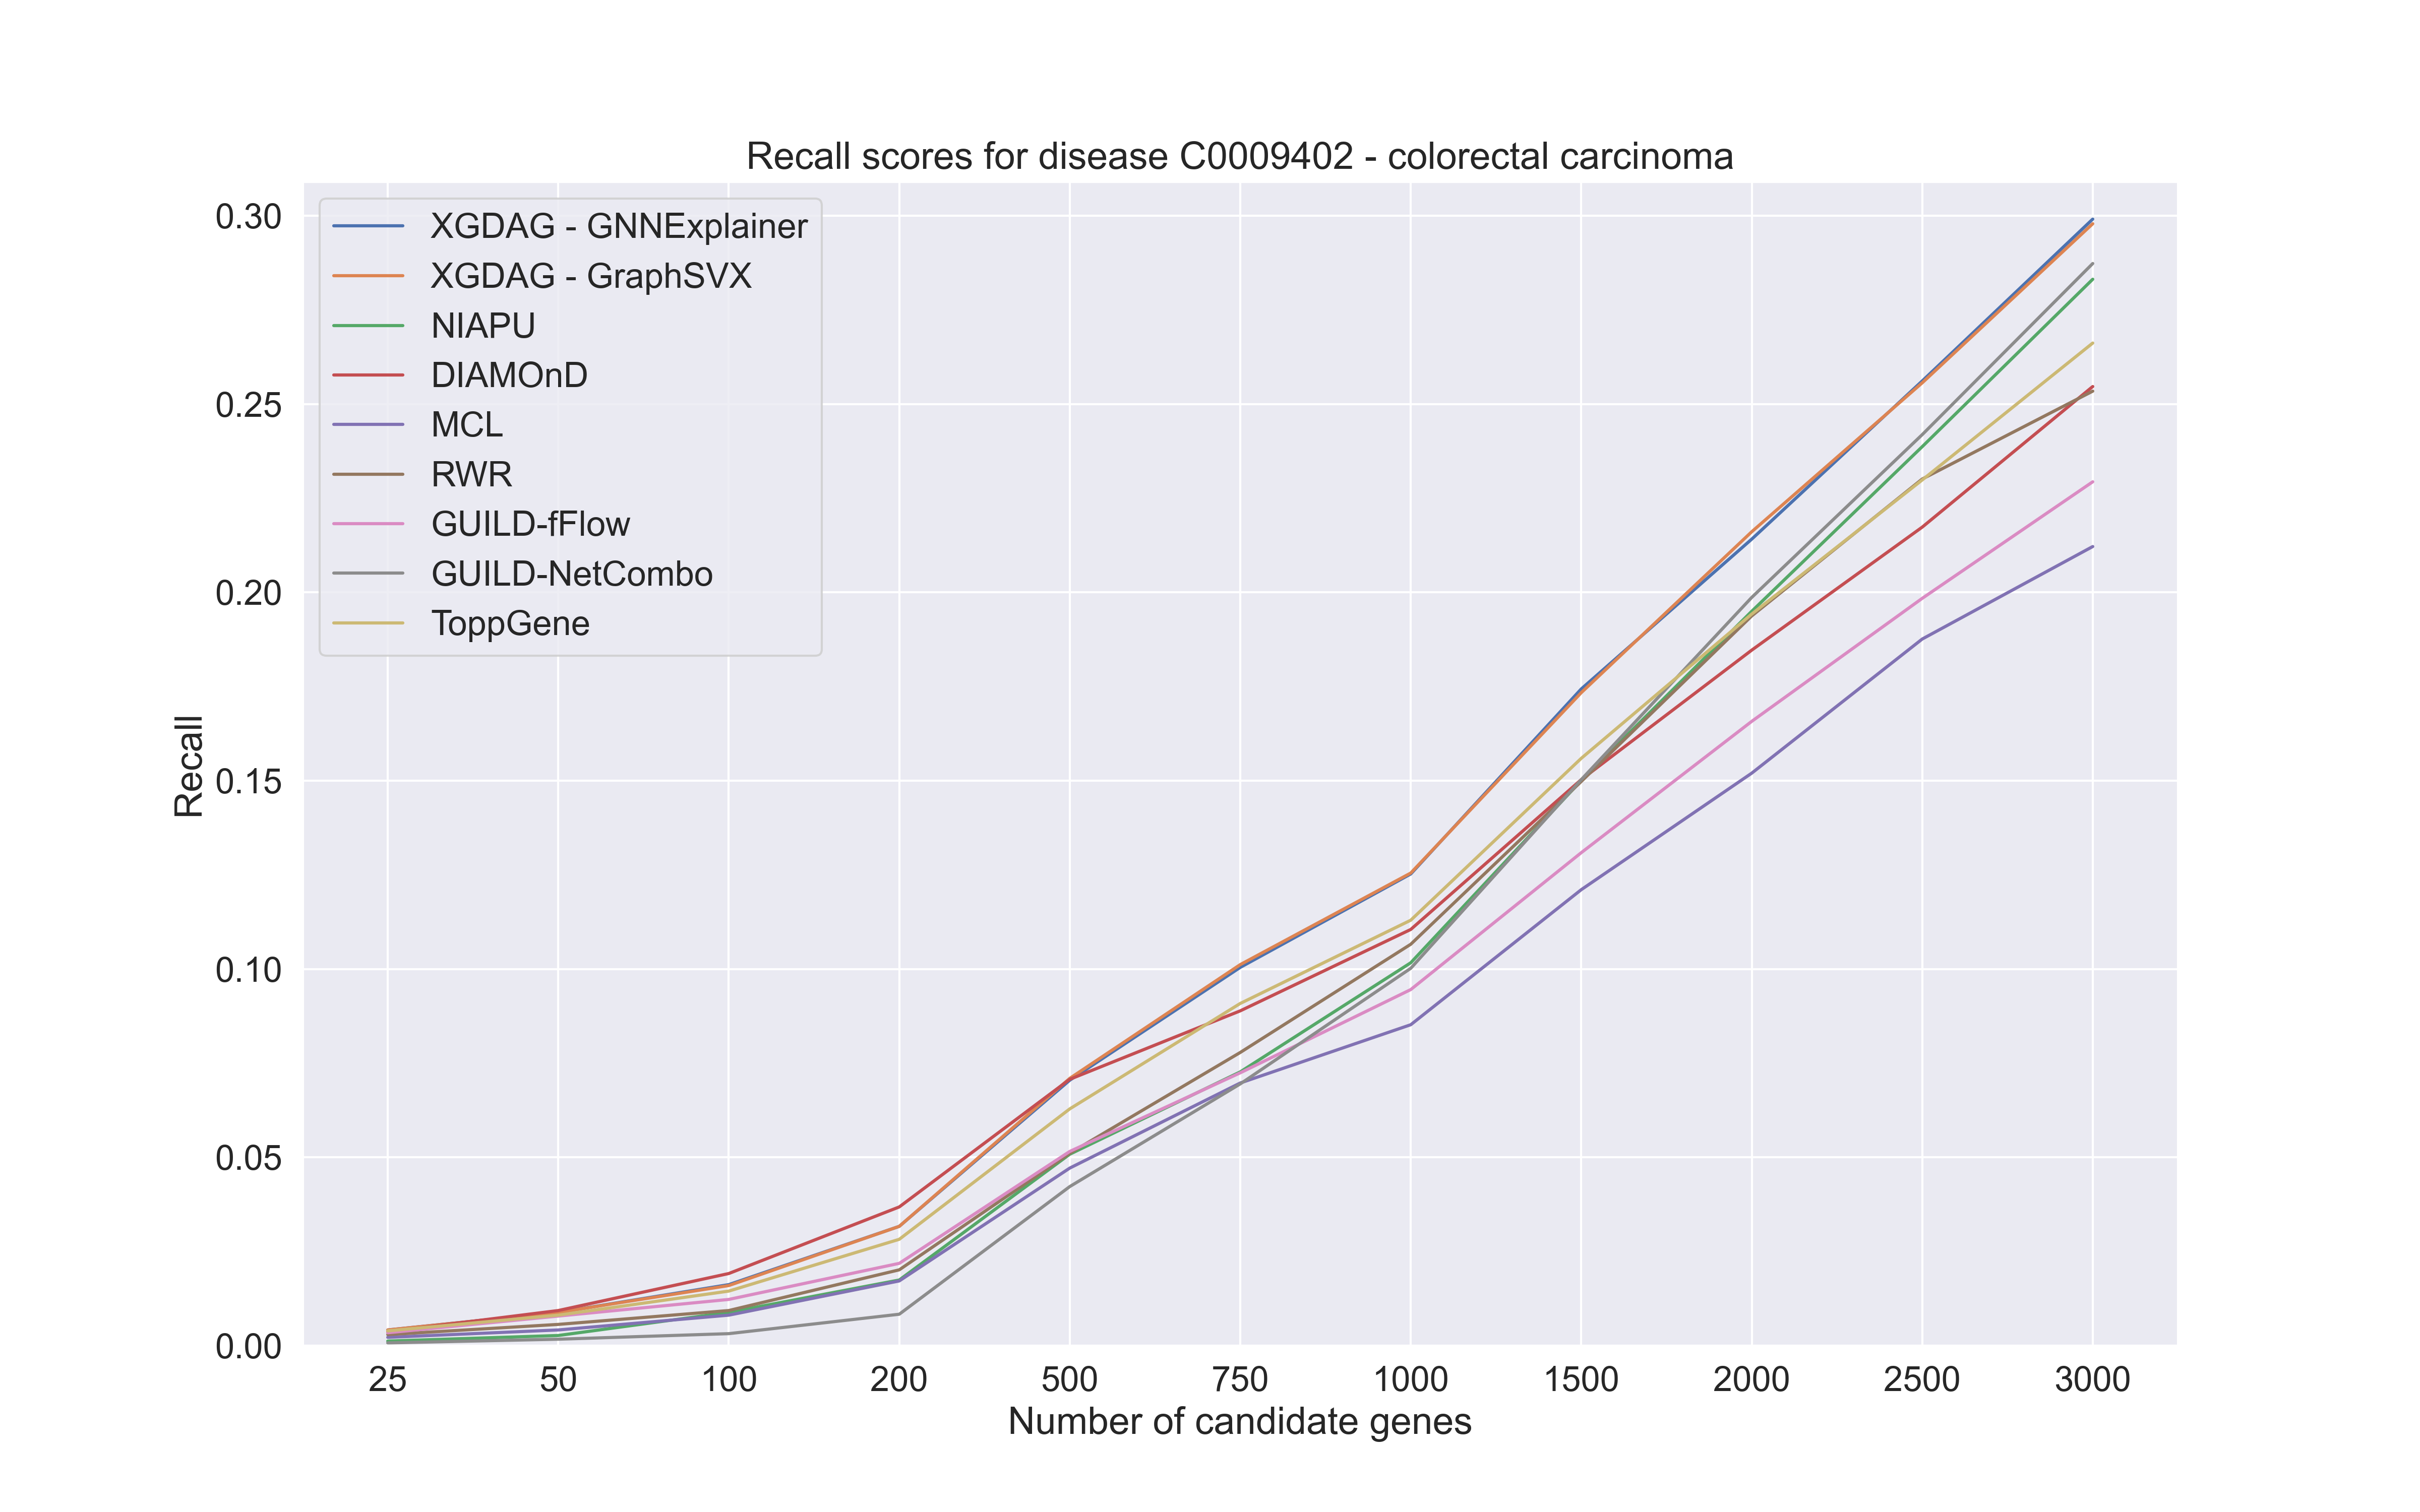 Recall scores for disease C0009402 - colorectal carcinoma
XGDAG - GNNExplainer
XGDAG - GraphSVX
NIAPU
DIAMOnD
MCL
RWR
GUILD-fFlow
GUILD-NetCombo
ToppGene
Recall
0.30
0.25
0.20
0.15
0.10
0.05
0.00
25 50 100 200 500 750 1000 1500 2000 2500 3000
Number of candidate genes